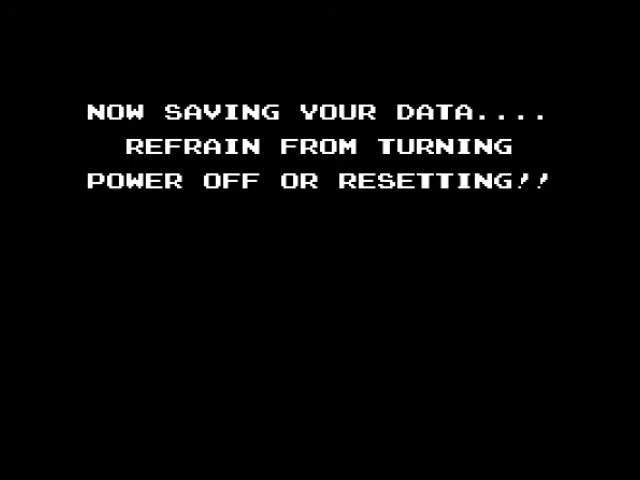 NOW SAVING YOUR DATA....
REFRAIN FROM TURNING
POWER OFF OR RESETTING!!